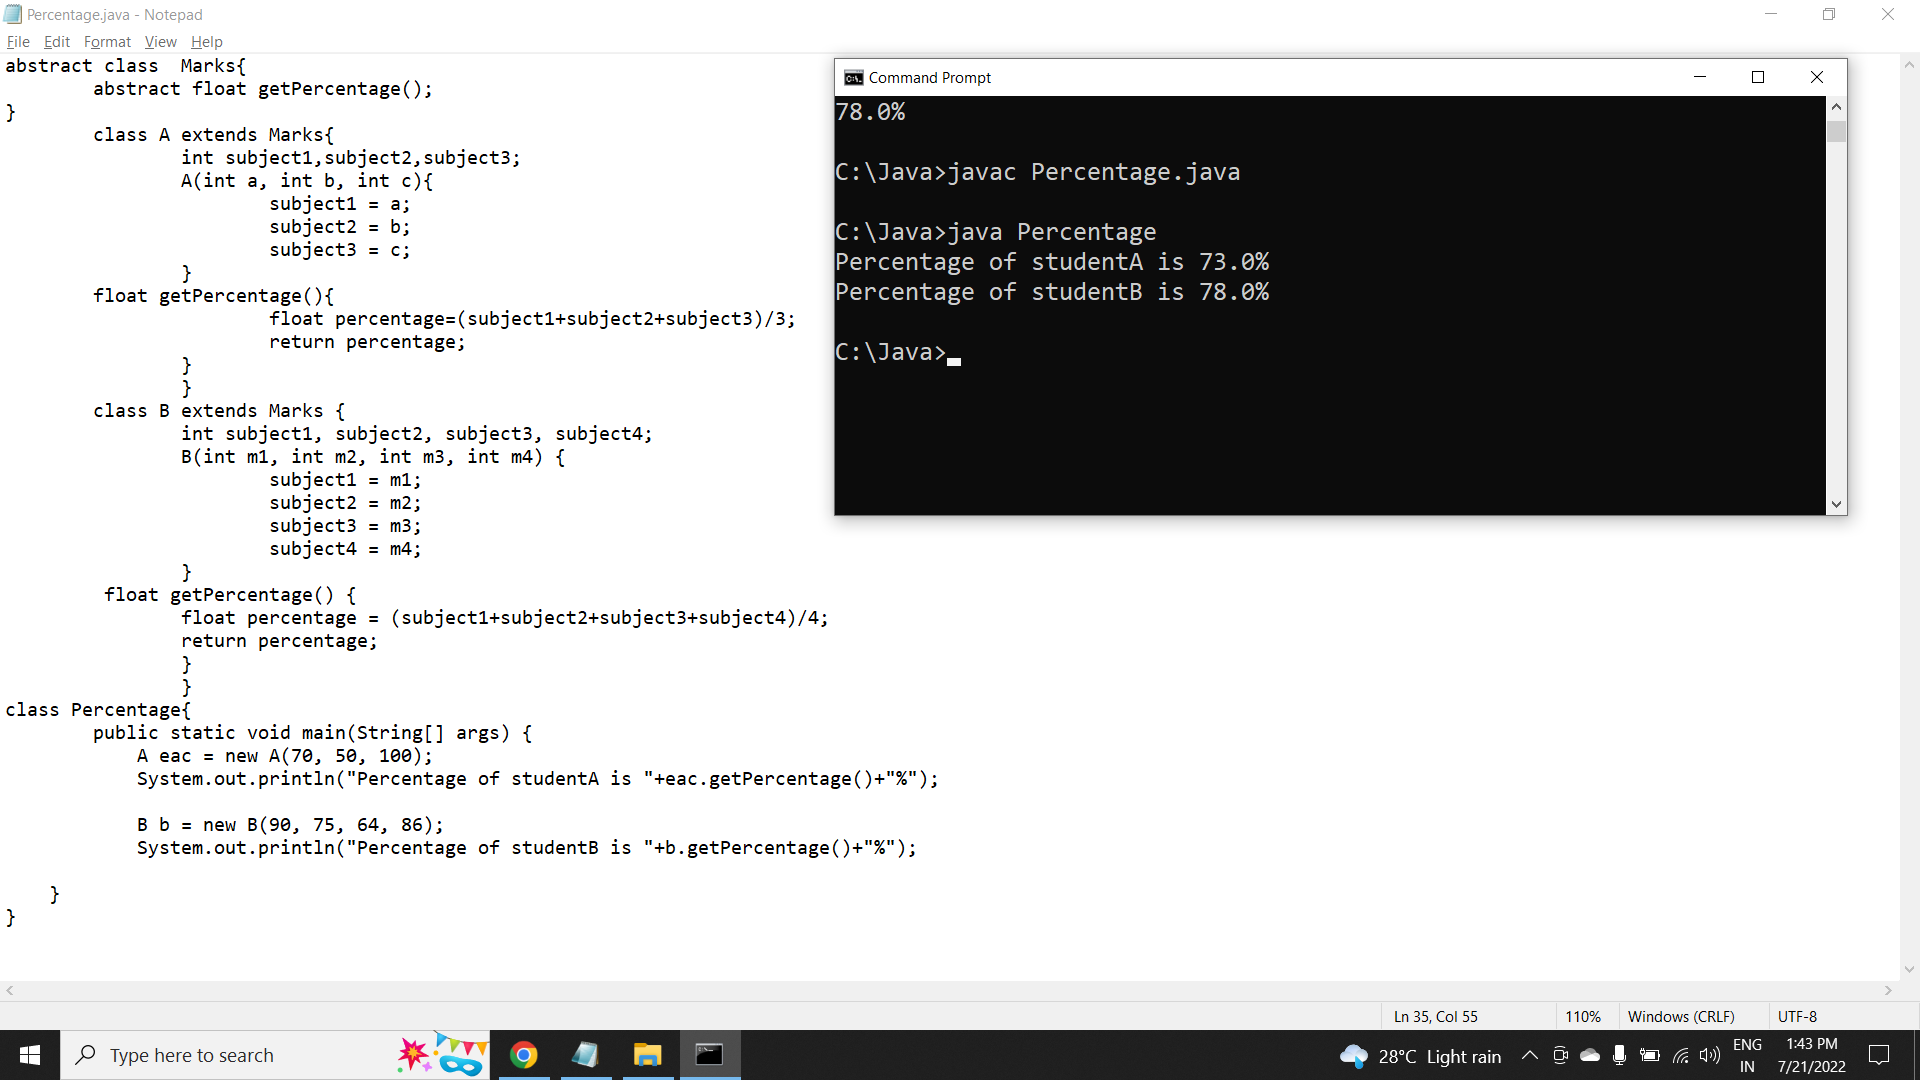 Percentage.java - Notepad
File Edit Format View Help
abstract class  Marks{
        abstract float getPercentage();
}
        class A extends Marks{
                int subject1,subject2,subject3;
                A(int a, int b, int c){
                        subject1 = a;
                        subject2 = b;
                        subject3 = c;
                }
        float getPercentage(){
                        float percentage=(subject1+subject2+subject3)/3;
                        return percentage;
                }
                }
        class B extends Marks {
                int subject1, subject2, subject3, subject4;
                B(int m1, int m2, int m3, int m4) {
                        subject1 = m1;
                        subject2 = m2;
                        subject3 = m3;
                        subject4 = m4;
                }
         float getPercentage() {
                float percentage = (subject1+subject2+subject3+subject4)/4;
                return percentage;
                }
                }
class Percentage{
        public static void main(String[] args) {
            A eac = new A(70, 50, 100);
            System.out.println("Percentage of studentA is "+eac.getPercentage()+"%");
            B b = new B(90, 75, 64, 86);
            System.out.println("Percentage of studentB is "+b.getPercentage()+"%");
    }
}
Command Prompt
78.0%
C:\Java>javac Percentage.java
C:\Java>java Percentage
Percentage of studentA is 73.0%
Percentage of studentB is 78.0%
C:\Java>
Ln 35, Col 55
110%
Windows (CRLF)
UTF-8
Type here to search
28°C Light rain
ENG
IN
1:43 PM
7/21/2022